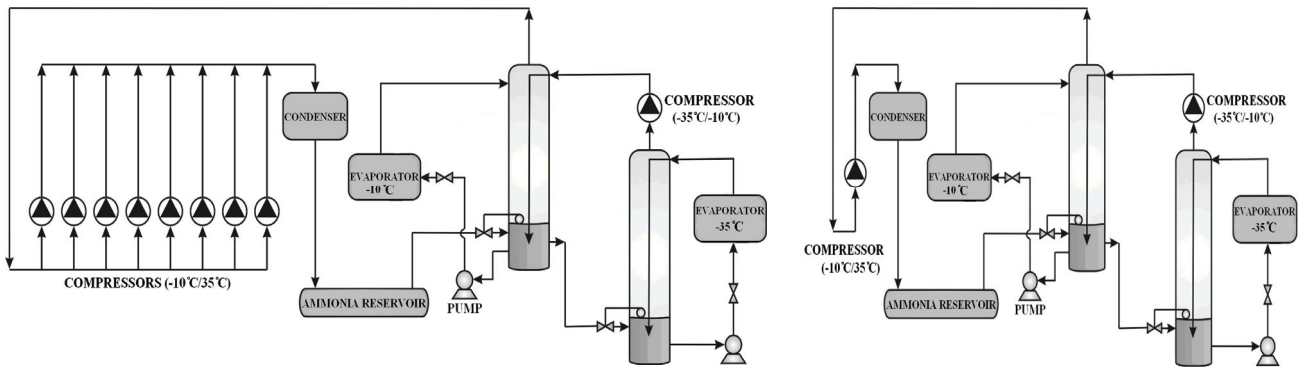 COMPRESSOR
(-35℃/-10℃)
CONDENSER
EVAPORATOR
-10℃
EVAPORATOR
-35℃
COMPRESSORS (-10℃/35℃)
AMMONIA RESERVOIR
PUMP
COMPRESSOR
(-35℃/-10℃)
CONDENSER
EVAPORATOR
-10℃
EVAPORATOR
-35℃
COMPRESSOR
(-10℃/35℃)
AMMONIA RESERVOIR
PUMP